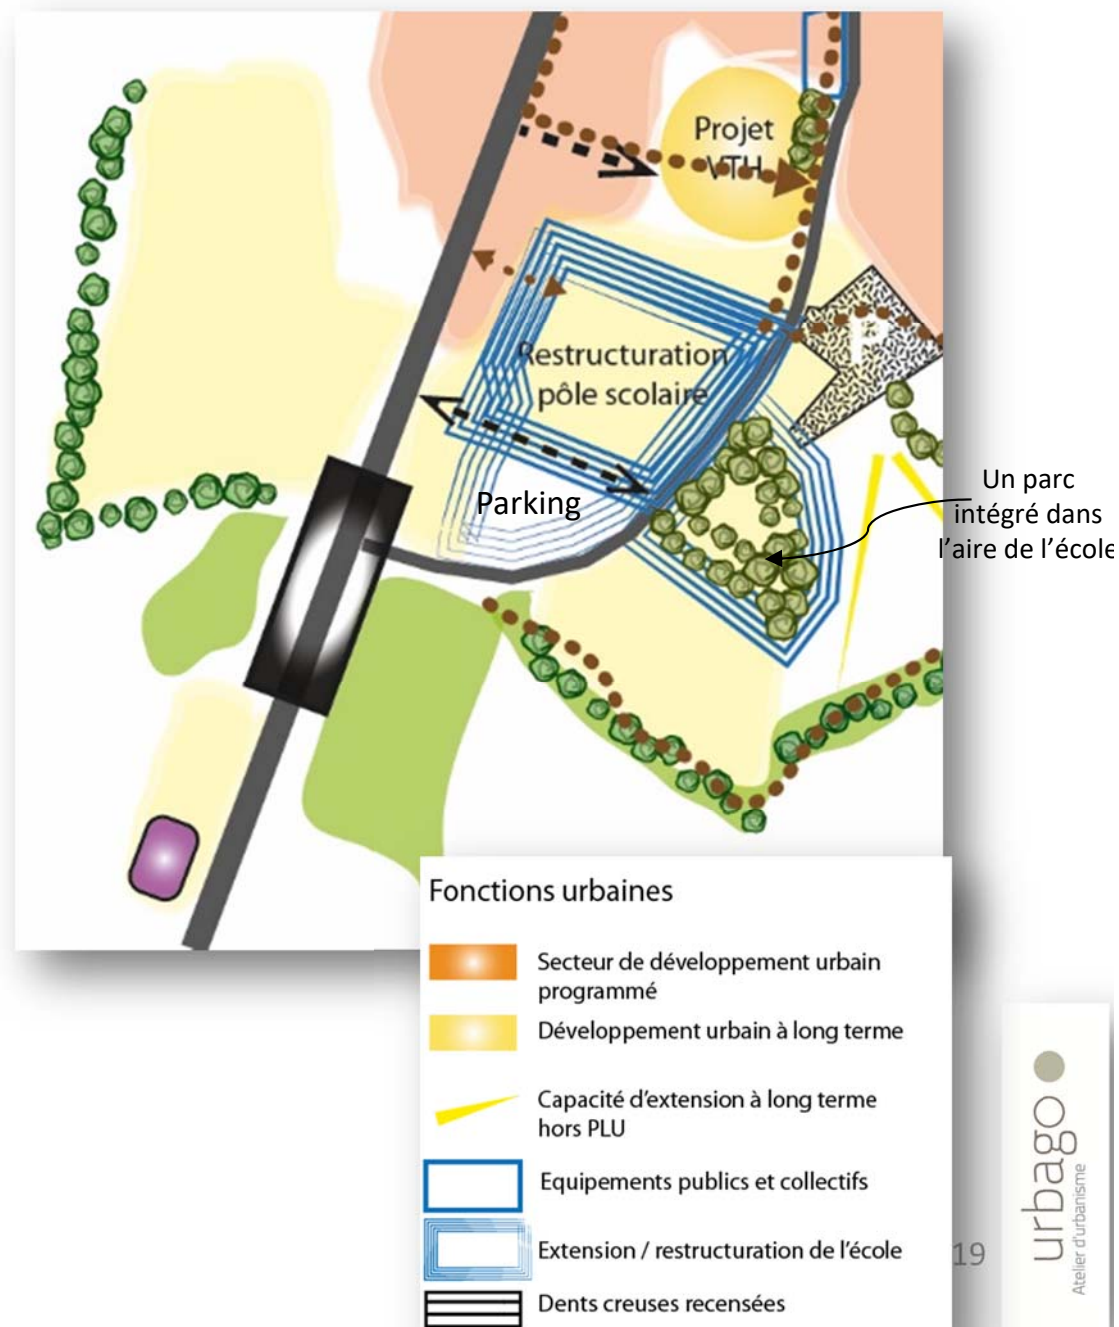 Projet
VTH
P
Restructuration
pôle scolaire
Parking
Un parc
intégré dans
l’aire de l’école
Fonctions urbaines
Secteur de développement urbain
programmé
Développement urbain à long terme
Capacité d'extension à long terme
hors PLU
Equipements publics et collectifs
Extension / restructuration de l'école
Dents creuses recensées
19
urbago
Atelier d'urbanisme